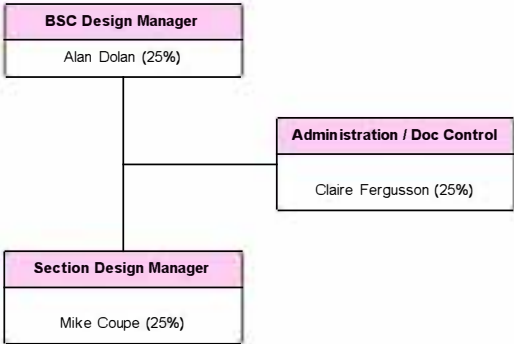 BSC Design Manager
Alan Dolan (25%)
Administration / Doc Control
Claire Fergusson (25%)
Section Design Manager
Mike Coupe (25%)